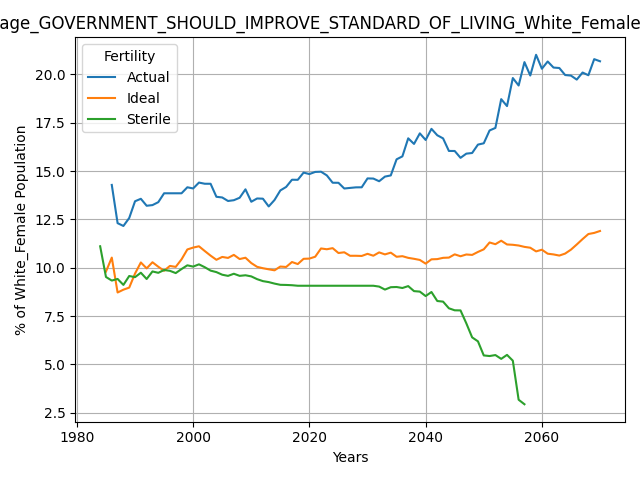 age_GOVERNMENT_SHOULD_IMPROVE_STANDARD_OF_LIVING_White_Female
Fertility
Actual
Ideal
Sterile
% of White_Female Population
20.0
17.5
15.0
12.5
10.0
7.5
5.0
2.5
1980 2000 2020 2040 2060
Years